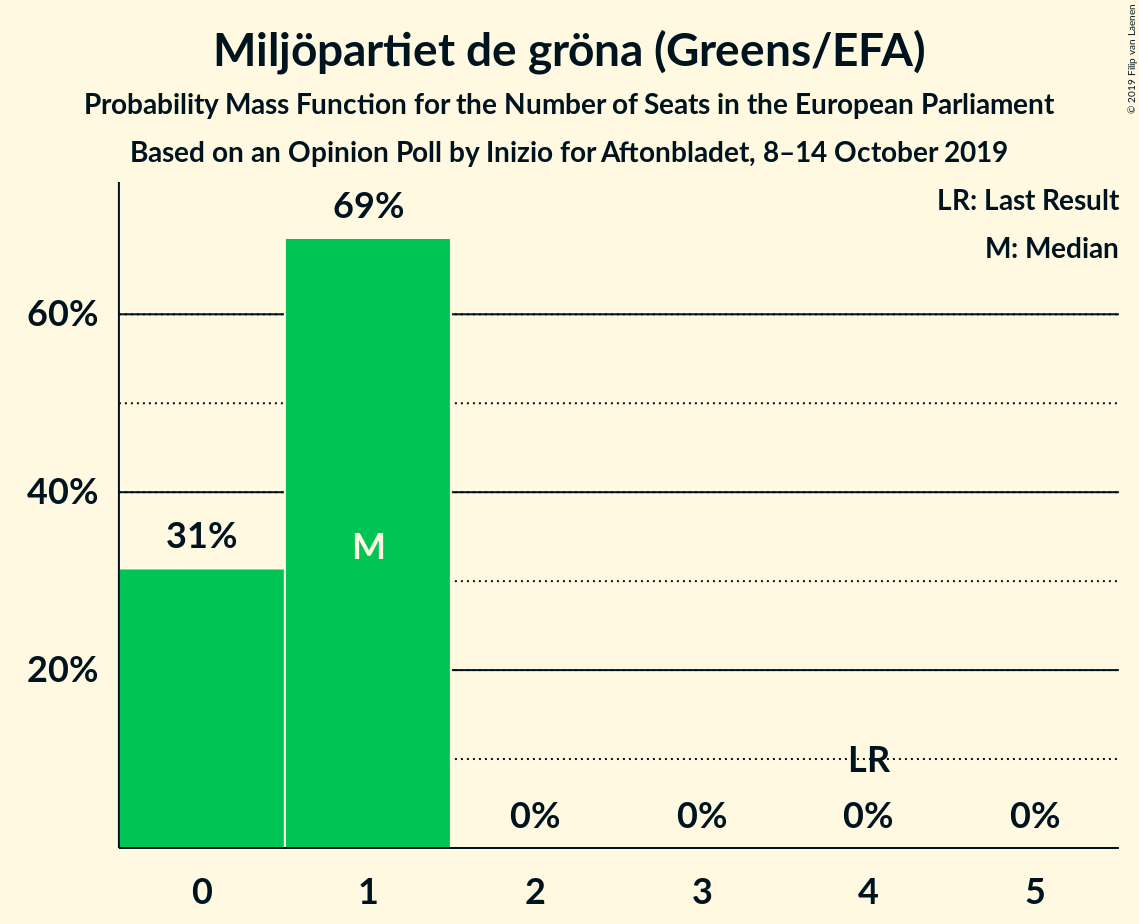 Miljöpartiet de gröna (Greens/EFA)
Probability Mass Function for the Number of Seats in the European Parliament
Based on an Opinion Poll by Inizio for Aftonbladet, 8–14 October 2019
© 2019 Filip van Laenen
LR: Last Result
M: Median
69%
60%
40%
31%
M
20%
LR
0% 0% 0% 0%
0 1 2 3 4 5